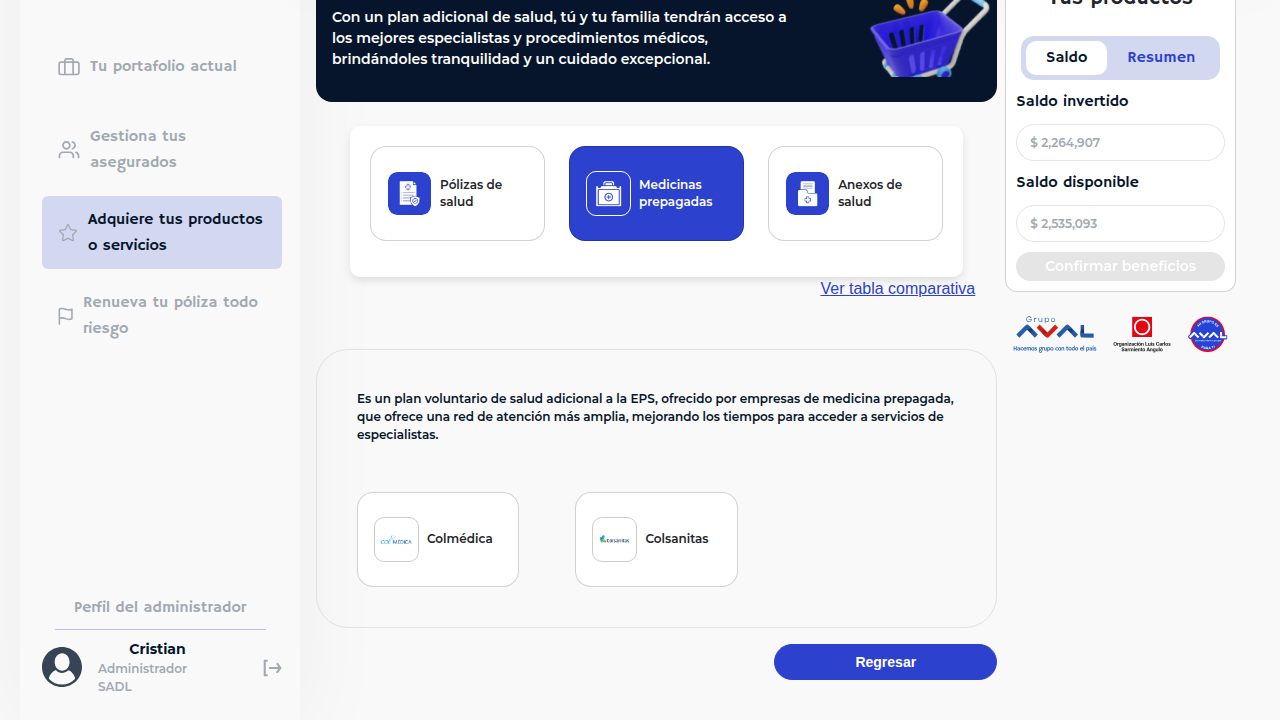 Tu portafolio actual
Gestiona tus
asegurados
Adquiere tus productos
o servicios
Renueva tu póliza todo
riesgo
Perfil del administrador
Cristian
Administrador
SADL
Con un plan adicional de salud, tú y tu familia tendrán acceso a
los mejores especialistas y procedimientos médicos,
brindándoles tranquilidad y un cuidado excepcional.
Pólizas de
salud
Medicinas
prepagadas
Anexos de
salud
Ver tabla comparativa
Es un plan voluntario de salud adicional a la EPS, ofrecido por empresas de medicina prepagada,
que ofrece una red de atención más amplia, mejorando los tiempos para acceder a servicios de
especialistas.
Colmédica
Colsanitas
Regresar
Tus productos
Saldo
Resumen
Saldo invertido
$ 2,264,907
Saldo disponible
$ 2,535,093
Confirmar beneficios
Grupo
AVAL
Hacemos grupo con todo el país
Organización Luis Carlos
Sarmiento Angulo
AVAL